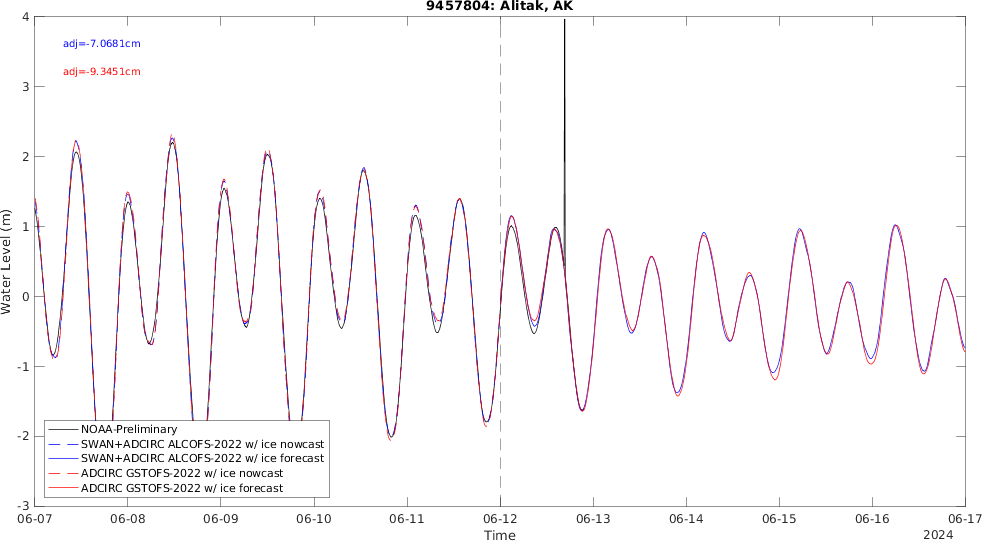 9457804: Alitak, AK
adj=-7.0681cm
adj=-9.3451cm
Water Level (m)
4
3
2
1
0
-1
-2
-3
NOAA-Preliminary
SWAN+ADCIRC ALCOFS-2022 w/ ice nowcast
SWAN+ADCIRC ALCOFS-2022 w/ ice forecast
ADCIRC GSTOFS-2022 w/ ice nowcast
ADCIRC GSTOFS-2022 w/ ice forecast
06-07 06-08 06-09 06-10 06-11 06-12 06-13 06-14 06-15 06-16 06-17
Time
2024